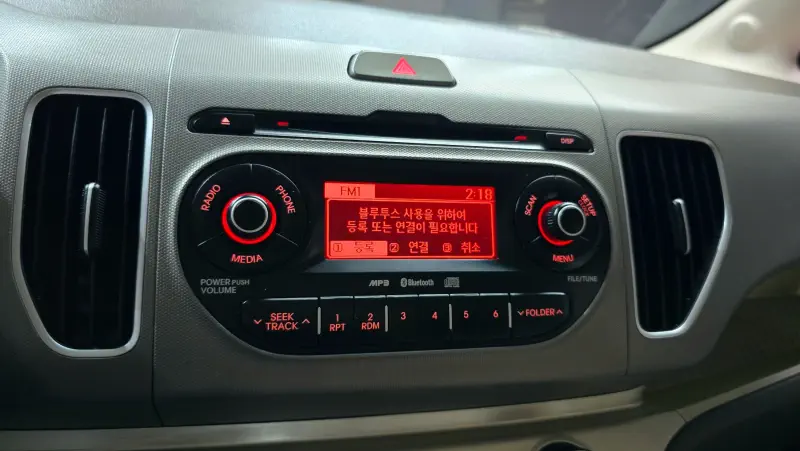 DISP
RADIO
PHONE
MEDIA
POWER PUSH
VOLUME
FM1 2:18
블루투스 사용을 위하여
등록 또는 연결이 필요합니다
① 등록 ② 연결 ③ 취소
MP3 Bluetooth
SCAN
SETUP
MENU
FILE/TUNE
SEEK
TRACK
1
RPT
2
RDM
3
4
5
6
FOLDER